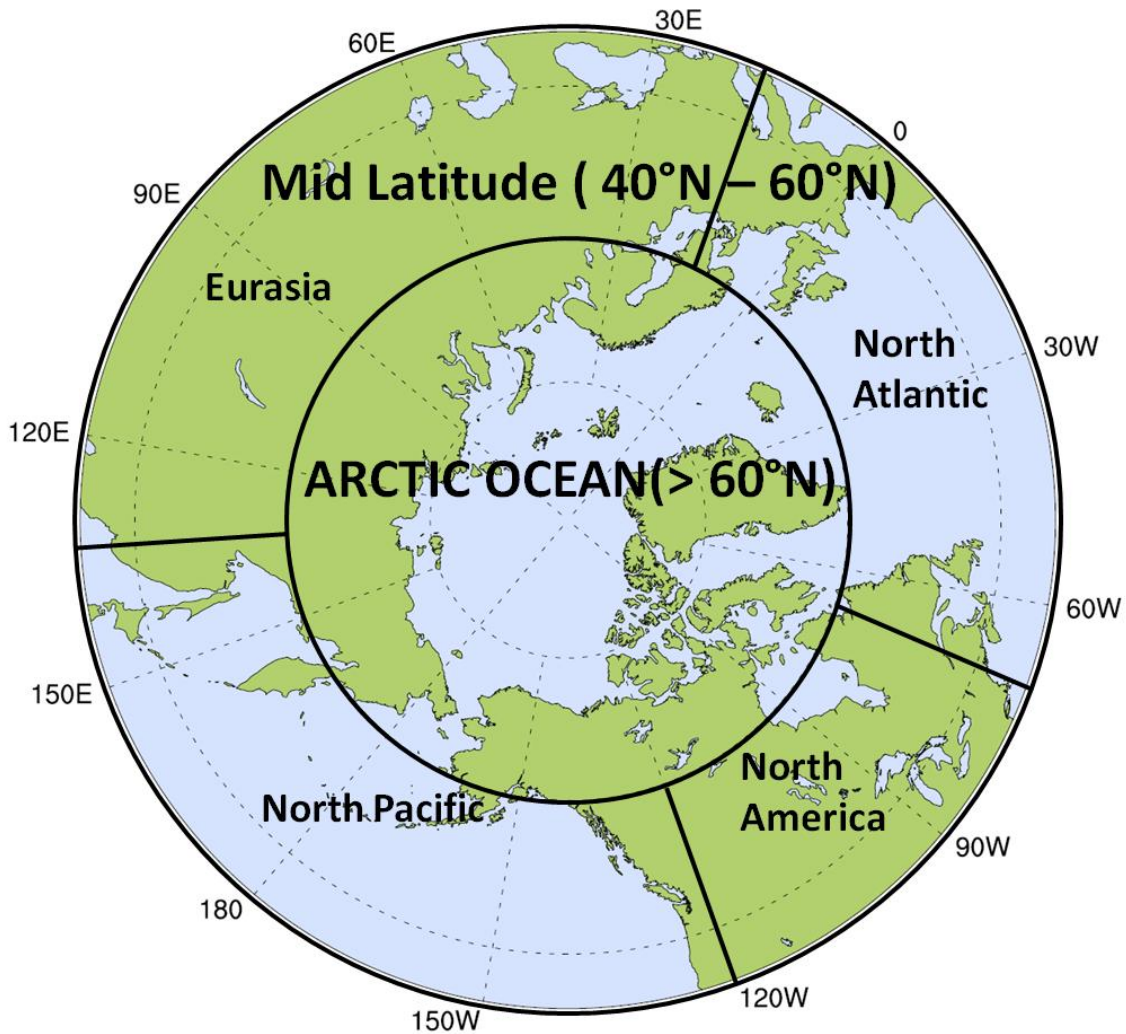 30E
60E
0
Mid Latitude ( 40°N – 60°N)
90E
Eurasia
North
Atlantic
30W
120E
ARCTIC OCEAN(> 60°N)
60W
150E
North
America
North Pacific
90W
180
120W
150W